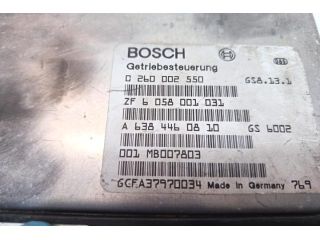 BOSCH
Getriebesteuerung
0 260 002 550 GS8.13.1
ZF 6 058 001 031
A 638 446 08 10 GS 6002
001 MB007803
GCFA37970034 Made in Germany 769